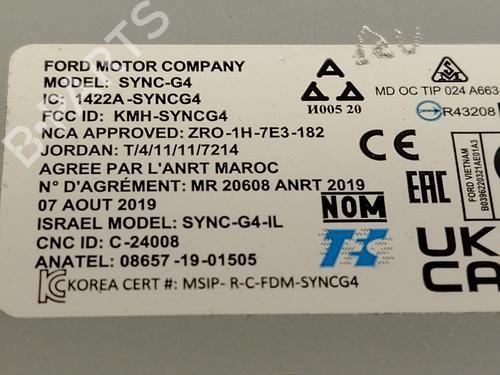 FORD MOTOR COMPANY
MODEL: SYNC-G4
IC: 1422A-SYNCG4
FCC ID: KMH-SYNCG4
NCA APPROVED: ZRO-1H-7E3-182
JORDAN: T/4/11/11/7214
AGREE PAR L'ANRT MAROC
N° D'AGRÉMENT: MR 20608 ANRT 2019
07 AOUT 2019
ISRAEL MODEL: SYNC-G4-IL
CNC ID: C-24008
ANATEL: 08657-19-01505
KC KOREA CERT #: MSIP- R-C-FDM-SYNCG4
И005 20
MD OC TIP 024 A663
R43208
CE
FORD VIETNAM
B0396220321AE01A3
EAC
NOM
UK
CA
B-Parts